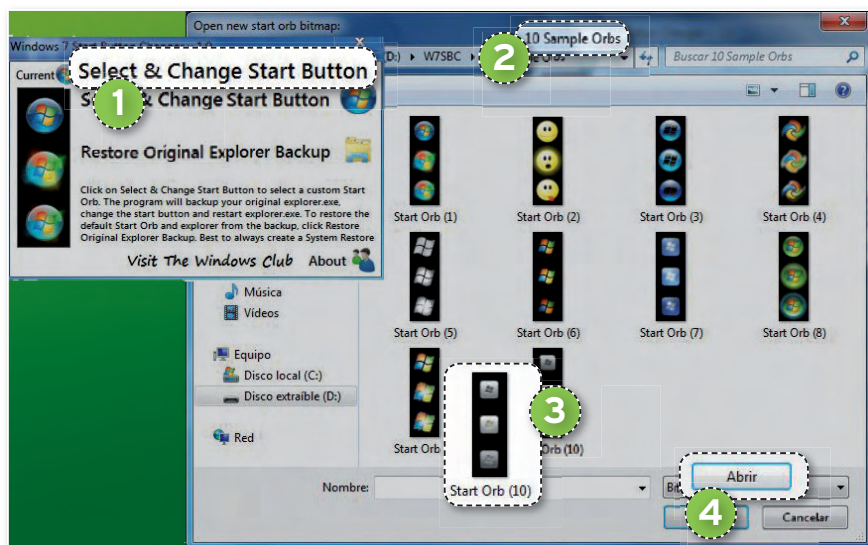 Open new start orb bitmap:
10 Sample Orbs
(D:) ▸ W7SBC ▸
Buscar 10 Sample Orbs
2
Windows 7 Start Button Changer
Current
Select & Change Start Button
1
Select & Change Start Button
Restore Original Explorer Backup
Click on Select & Change Start Button to select a custom Start
Orb. The program will backup your original explorer.exe,
change the start button and restart explorer.exe. To restore the
default Start Orb and explorer from the backup, click Restore
Original Explorer Backup. Best to always create a System Restore
Visit The Windows Club
About
Música
Vídeos
Equipo
Disco local (C:)
Disco extraíble (D:)
Red
Start Orb (1)
Start Orb (2)
Start Orb (3)
Start Orb (4)
Start Orb (5)
Start Orb (6)
Start Orb (7)
Start Orb (8)
Start Orb
Orb (10)
3
Start Orb (10)
Nombre:
Abrir
4
Cancelar